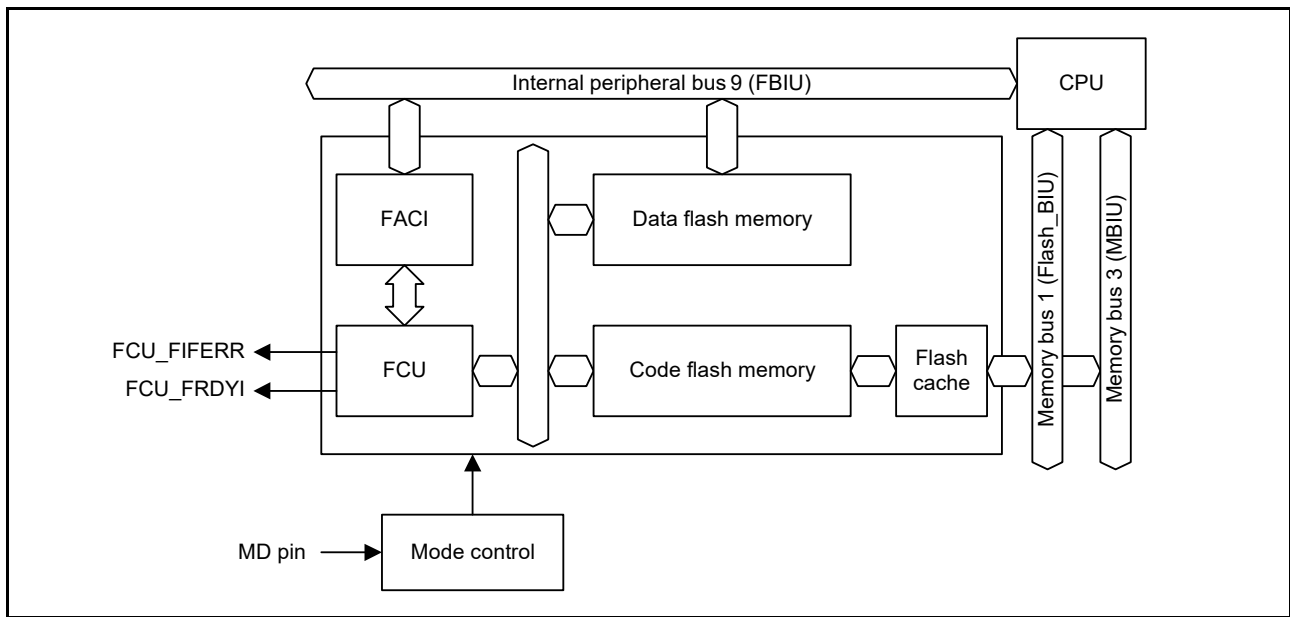 Internal peripheral bus 9 (FBIU)
CPU
FACI
Data flash memory
Memory bus 1 (Flash_BIU)
Memory bus 3 (MBIU)
FCU_FIFERR
FCU_FRDYI
FCU
Code flash memory
Flash
cache
MD pin
Mode control